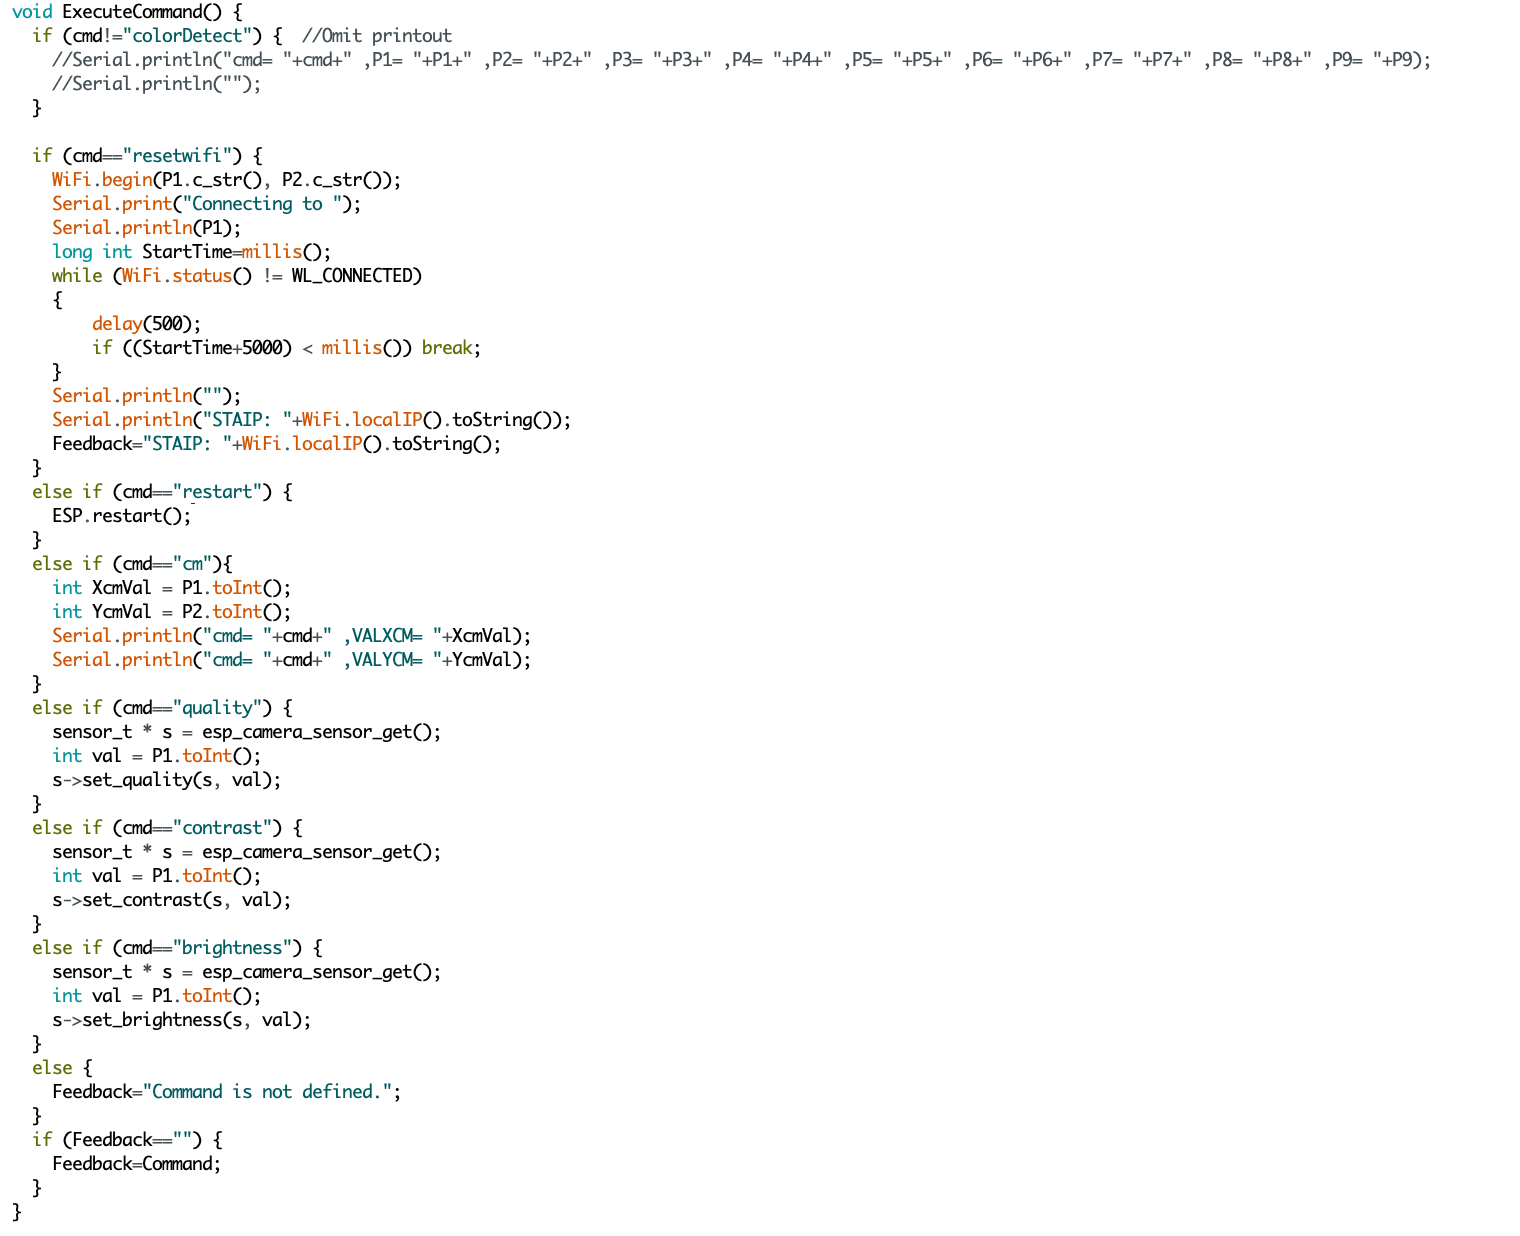 void ExecuteCommand() {
  if (cmd!="colorDetect") {  //Omit printout
    //Serial.println("cmd= "+cmd+" ,P1= "+P1+" ,P2= "+P2+" ,P3= "+P3+" ,P4= "+P4+" ,P5= "+P5+" ,P6= "+P6+" ,P7= "+P7+" ,P8= "+P8+" ,P9= "+P9);
    //Serial.println("");
  }

  if (cmd=="resetwifi") {
    WiFi.begin(P1.c_str(), P2.c_str());
    Serial.print("Connecting to ");
    Serial.println(P1);
    long int StartTime=millis();
    while (WiFi.status() != WL_CONNECTED)
    {
        delay(500);
        if ((StartTime+5000) < millis()) break;
    }
    Serial.println("");
    Serial.println("STAIP: "+WiFi.localIP().toString());
    Feedback="STAIP: "+WiFi.localIP().toString();
  }
  else if (cmd=="restart") {
    ESP.restart();
  }
  else if (cmd=="cm"){
    int XcmVal = P1.toInt();
    int YcmVal = P2.toInt();
    Serial.println("cmd= "+cmd+" ,VALXCM= "+XcmVal);
    Serial.println("cmd= "+cmd+" ,VALYCM= "+YcmVal);
  }
  else if (cmd=="quality") {
    sensor_t * s = esp_camera_sensor_get();
    int val = P1.toInt();
    s->set_quality(s, val);
  }
  else if (cmd=="contrast") {
    sensor_t * s = esp_camera_sensor_get();
    int val = P1.toInt();
    s->set_contrast(s, val);
  }
  else if (cmd=="brightness") {
    sensor_t * s = esp_camera_sensor_get();
    int val = P1.toInt();
    s->set_brightness(s, val);
  }
  else {
    Feedback="Command is not defined.";
  }
  if (Feedback=="") {
    Feedback=Command;
  }
}